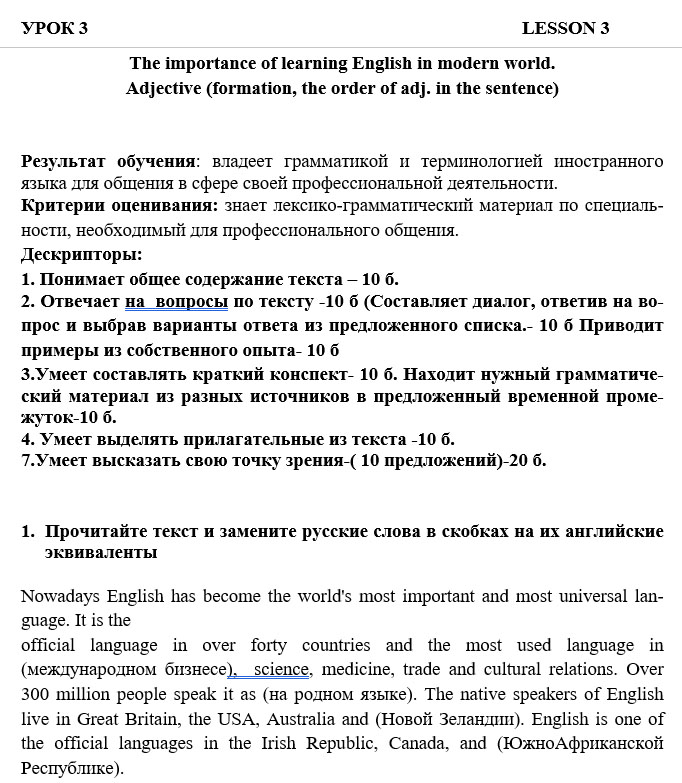 УРОК 3 LESSON 3
The importance of learning English in modern world.
Adjective (formation, the order of adj. in the sentence)
Результат обучения: владеет грамматикой и терминологией иностранного
языка для общения в сфере своей профессиональной деятельности.
Критерии оценивания: знает лексико-грамматический материал по специаль-
ности, необходимый для профессионального общения.
Дескрипторы:
1. Понимает общее содержание текста – 10 б.
2. Отвечает на вопросы по тексту -10 б (Составляет диалог, ответив на во-
прос и выбрав варианты ответа из предложенного списка.- 10 б Приводит
примеры из собственного опыта- 10 б
3.Умеет составлять краткий конспект- 10 б. Находит нужный грамматиче-
ский материал из разных источников в предложенный временной проме-
жуток-10 б.
4. Умеет выделять прилагательные из текста -10 б.
7.Умеет высказать свою точку зрения-( 10 предложений)-20 б.
1. Прочитайте текст и замените русские слова в скобках на их английские
эквиваленты
Nowadays English has become the world's most important and most universal lan-
guage. It is the
official language in over forty countries and the most used language in
(международном бизнесе), science, medicine, trade and cultural relations. Over
300 million people speak it as (на родном языке). The native speakers of English
live in Great Britain, the USA, Australia and (Новой Зеландии). English is one of
the official languages in the Irish Republic, Canada, and (ЮжноАфриканской
Республике).